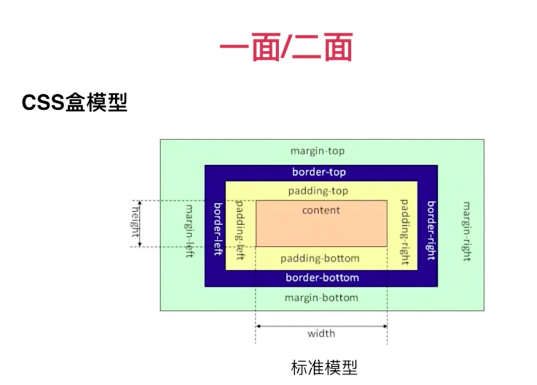 一面/二面
CSS盒模型
margin-top
border-top
padding-top
content
height
margin-left
border-left
padding-left
padding-right
border-right
margin-right
padding-bottom
border-bottom
margin-bottom
width
标准模型